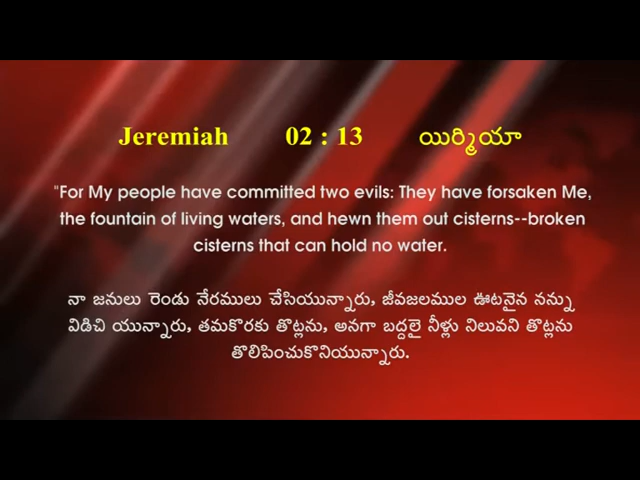 Jeremiah 02 : 13 యిర్మియా
"For My people have committed two evils: They have forsaken Me,
the fountain of living waters, and hewn them out cisterns--broken
cisterns that can hold no water.
నా జనులు రెండు నేరములు చేసియున్నారు, జీవజలముల ఊటనైన నన్ను
విడిచి యున్నారు, తమకొరకు తొట్లను, అనగా బద్దలై నీళ్లు నిలువని తొట్లను
తొలిపించుకొనియున్నారు.